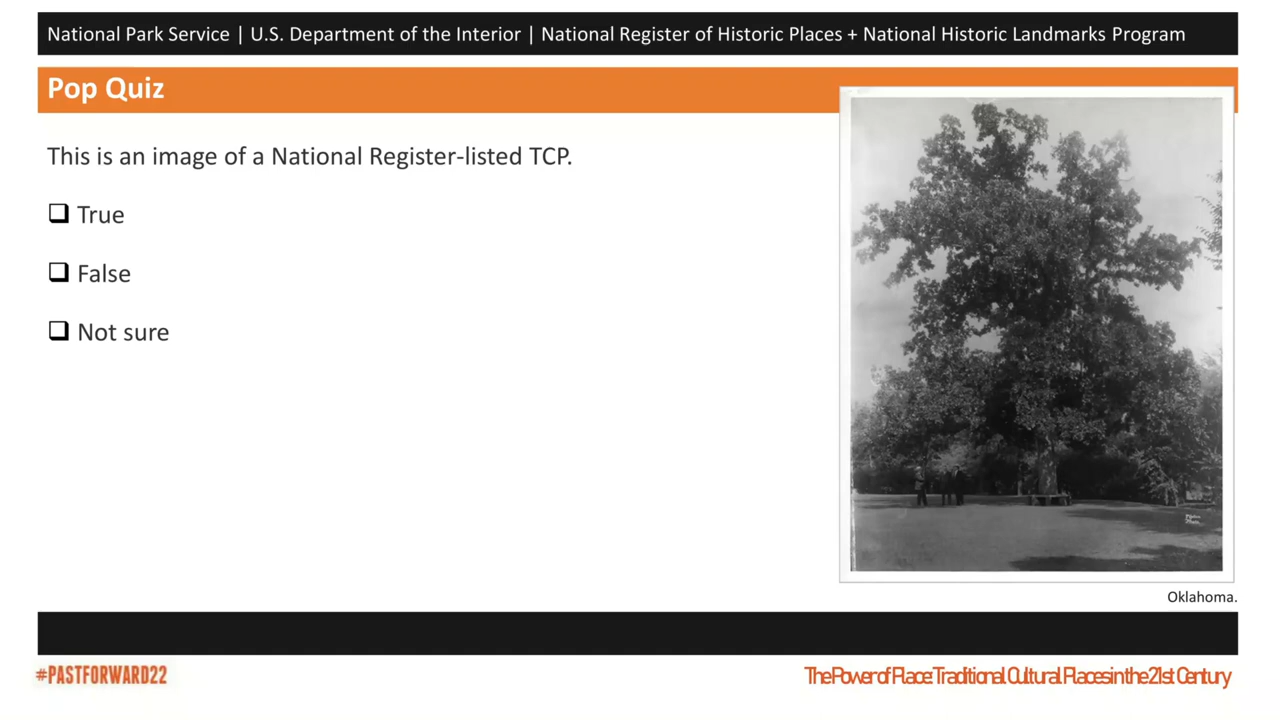 National Park Service | U.S. Department of the Interior | National Register of Historic Places + National Historic Landmarks Program
Pop Quiz
This is an image of a National Register-listed TCP.
True
False
Not sure
Oklahoma.
#PASTFORWARD22
The Power of Place: Traditional Cultural Places in the 21st Century